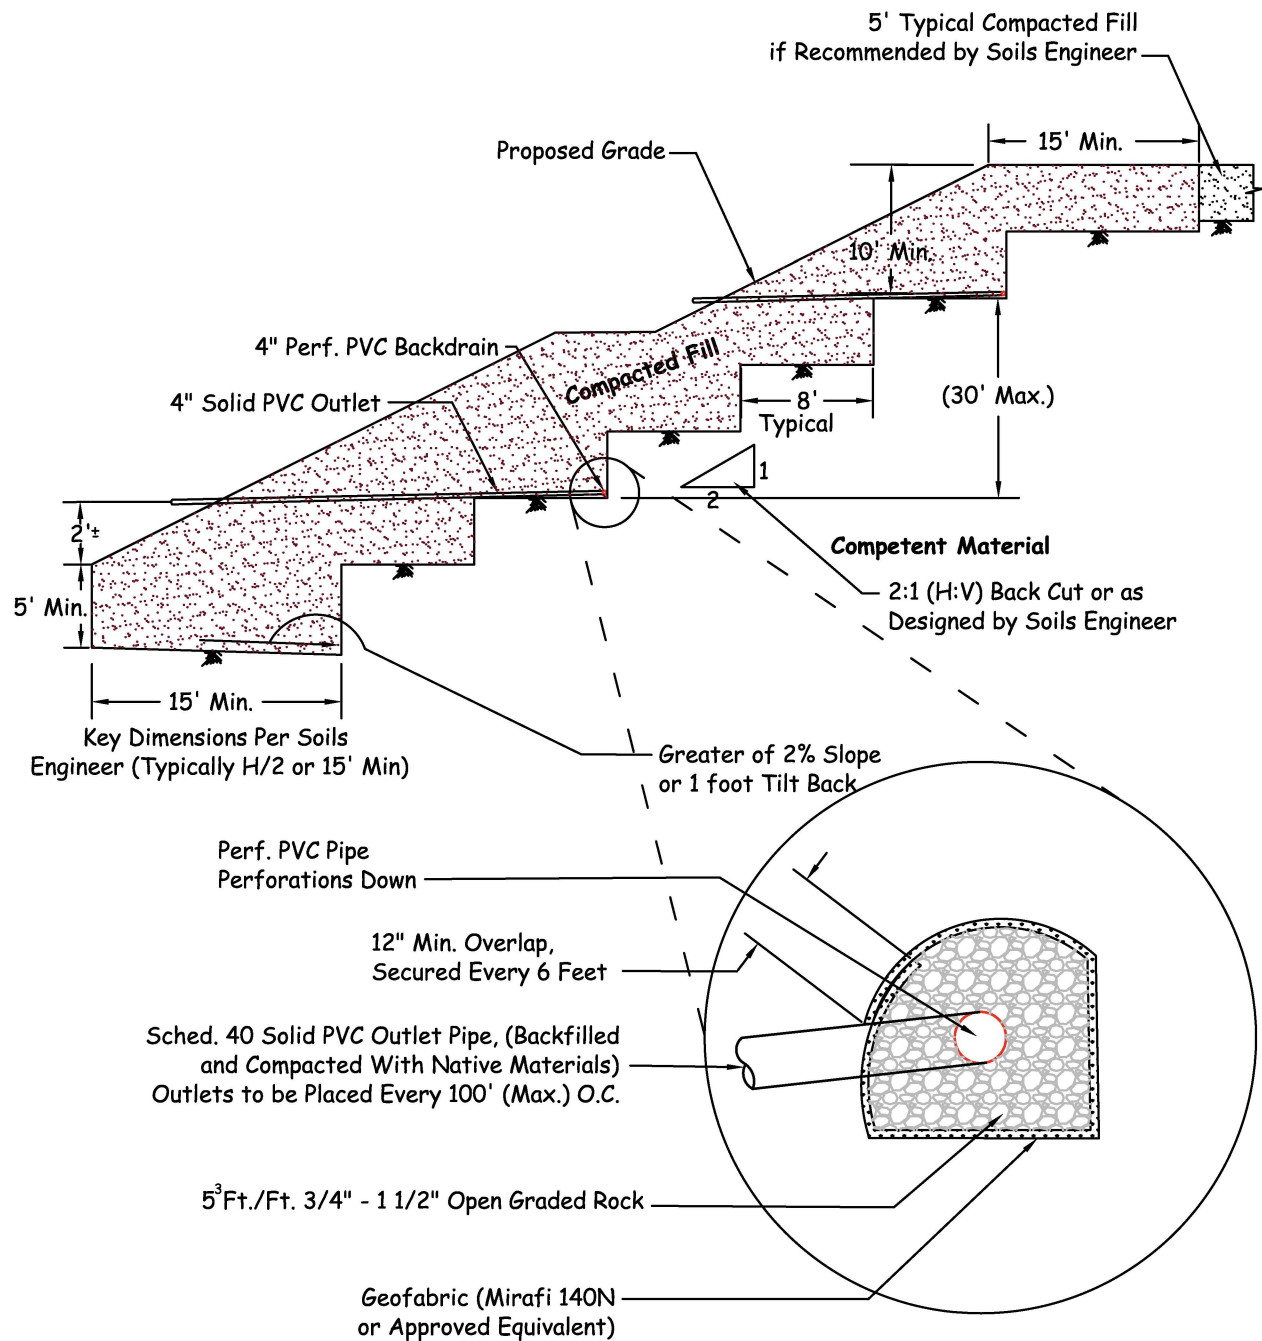 5' Typical Compacted Fill
if Recommended by Soils Engineer
15' Min.
Proposed Grade
10' Min.
4" Perf. PVC Backdrain
Compacted Fill
4" Solid PVC Outlet
8'
Typical
(30' Max.)
1
2
2'±
Competent Material
5' Min.
2:1 (H:V) Back Cut or as
Designed by Soils Engineer
15' Min.
Key Dimensions Per Soils
Engineer (Typically H/2 or 15' Min)
Greater of 2% Slope
or 1 foot Tilt Back
Perf. PVC Pipe
Perforations Down
12" Min. Overlap,
Secured Every 6 Feet
Sched. 40 Solid PVC Outlet Pipe, (Backfilled
and Compacted With Native Materials)
Outlets to be Placed Every 100' (Max.) O.C.
5³Ft./Ft. 3/4" - 1 1/2" Open Graded Rock
Geofabric (Mirafi 140N
or Approved Equivalent)